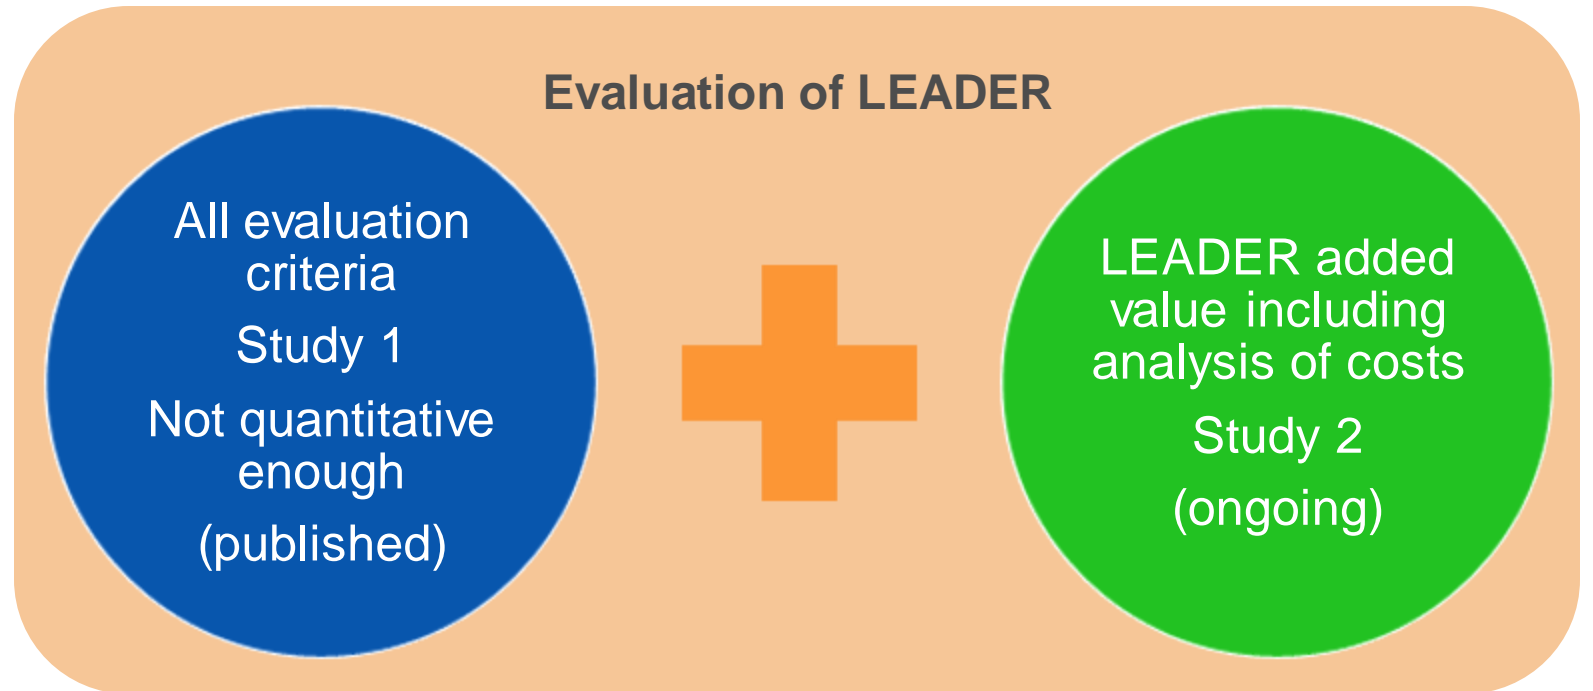 Evaluation of LEADER
All evaluation
criteria
Study 1
Not quantitative
enough
(published)
LEADER added
value including
analysis of costs
Study 2
(ongoing)